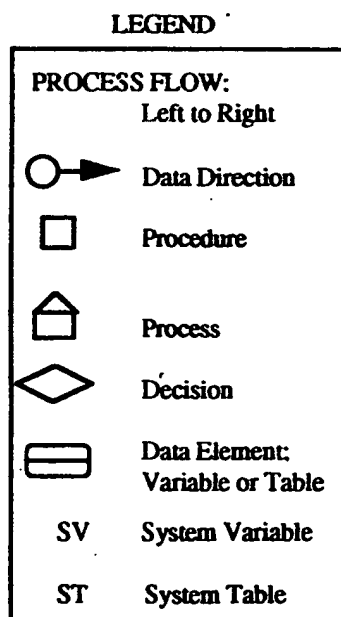 LEGEND
PROCESS FLOW:
Left to Right
Data Direction
Procedure
Process
Decision
Data Element:
Variable or Table
SV System Variable
ST System Table